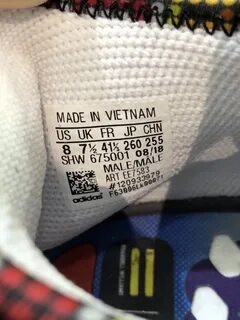 MADE IN VIETNAM
US UK FR JP CHN
8 7½ 41⅓ 260 255
SHW 675001 08/18
MALE/MALE
ART EE7583
#120933979
adidas